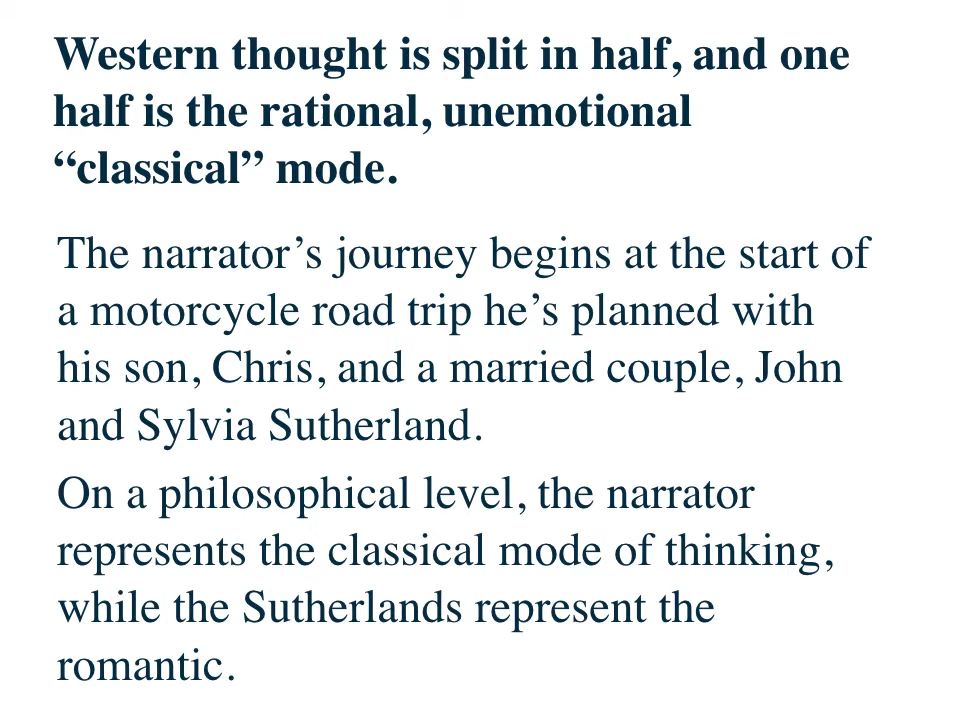 Western thought is split in half, and one
half is the rational, unemotional
“classical” mode.
The narrator’s journey begins at the start of
a motorcycle road trip he’s planned with
his son, Chris, and a married couple, John
and Sylvia Sutherland.
On a philosophical level, the narrator
represents the classical mode of thinking,
while the Sutherlands represent the
romantic.